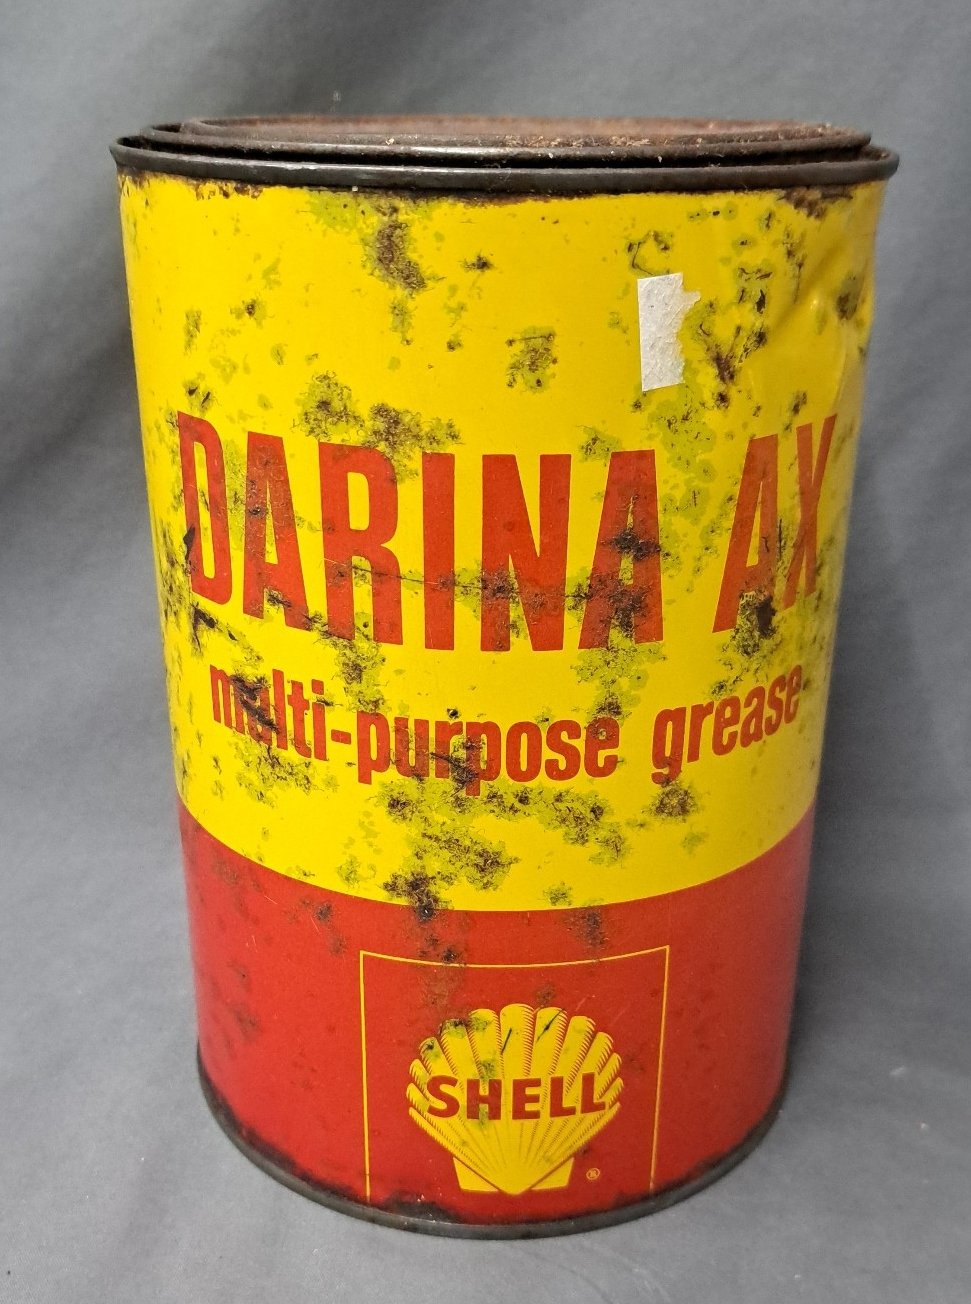 DARINA AX
multi-purpose grease
SHELL
®